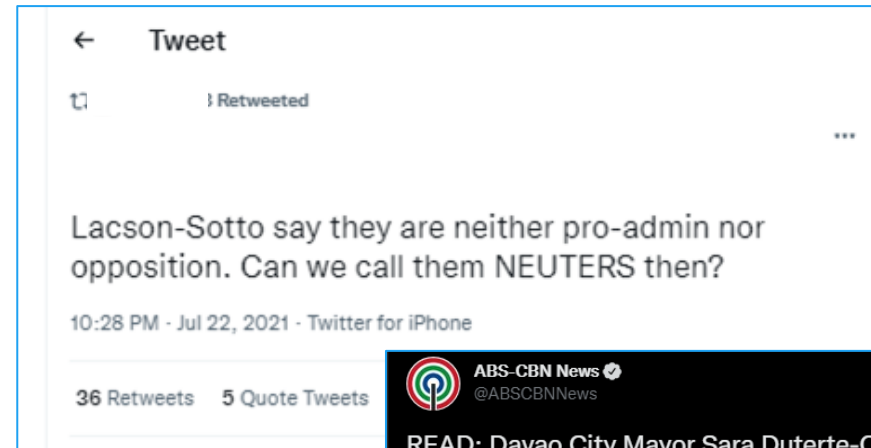 Tweet
Retweeted
Lacson-Sotto say they are neither pro-admin nor
opposition. Can we call them NEUTERS then?
10:28 PM · Jul 22, 2021 · Twitter for iPhone
36 Retweets 5 Quote Tweets
ABS-CBN News
@ABSCBNNews
READ: Davao City Mayor Sara